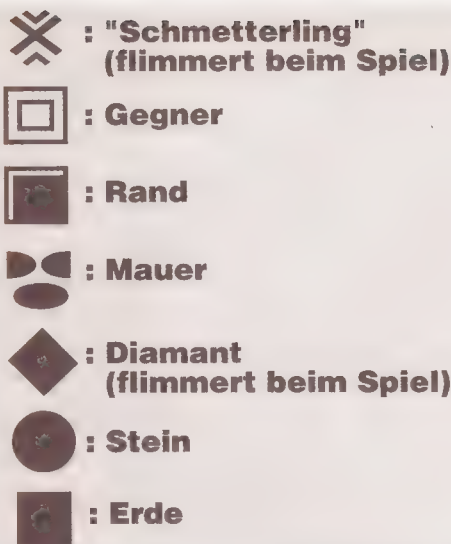 : "Schmetterling"
(flimmert beim Spiel)
: Gegner
: Rand
: Mauer
: Diamant
(flimmert beim Spiel)
: Stein
: Erde